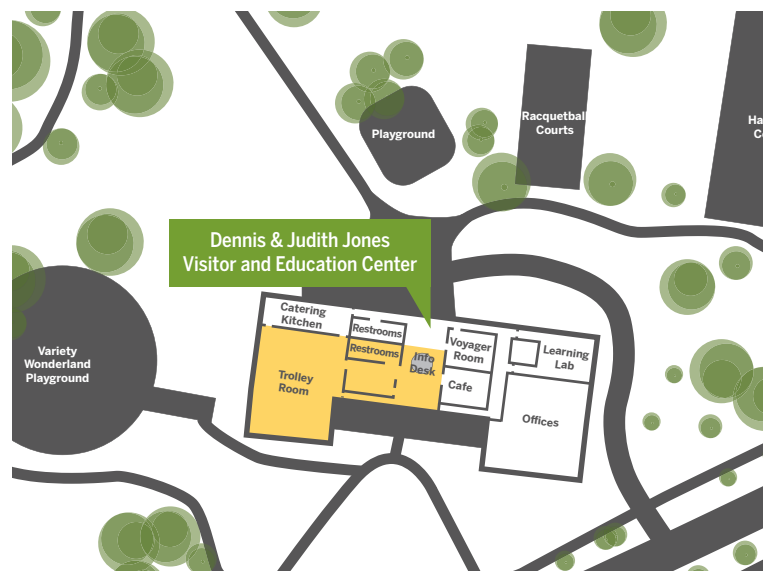 Playground
Racquetball
Courts
Dennis & Judith Jones
Visitor and Education Center
Catering
Kitchen
Restrooms
Restrooms
Info
Desk
Voyager
Room
Learning
Lab
Variety
Wonderland
Playground
Trolley
Room
Cafe
Offices